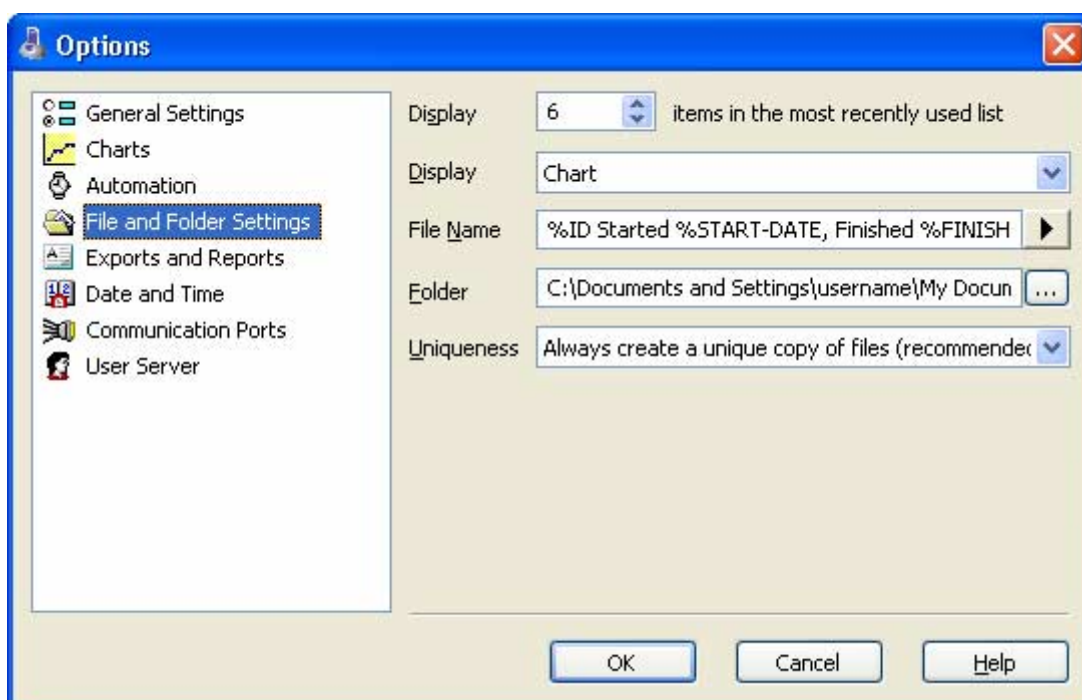 Options
General Settings
Charts
Automation
File and Folder Settings
Exports and Reports
Date and Time
Communication Ports
User Server
Display 6 items in the most recently used list
Display Chart
File Name %ID Started %START-DATE, Finished %FINISH
Folder C:\Documents and Settings\username\My Docun ...
Uniqueness Always create a unique copy of files (recommended
OK Cancel Help